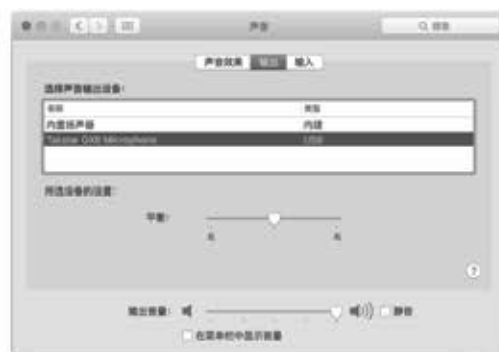 声音
搜索
声音效果 输出 输入
选择声音输出设备:
名称 类型
内置扬声器 内建
Takstar GX6 Microphone USB
所选设备的设置:
平衡:
左 右
?
输出音量: 静音
在菜单栏中显示音量